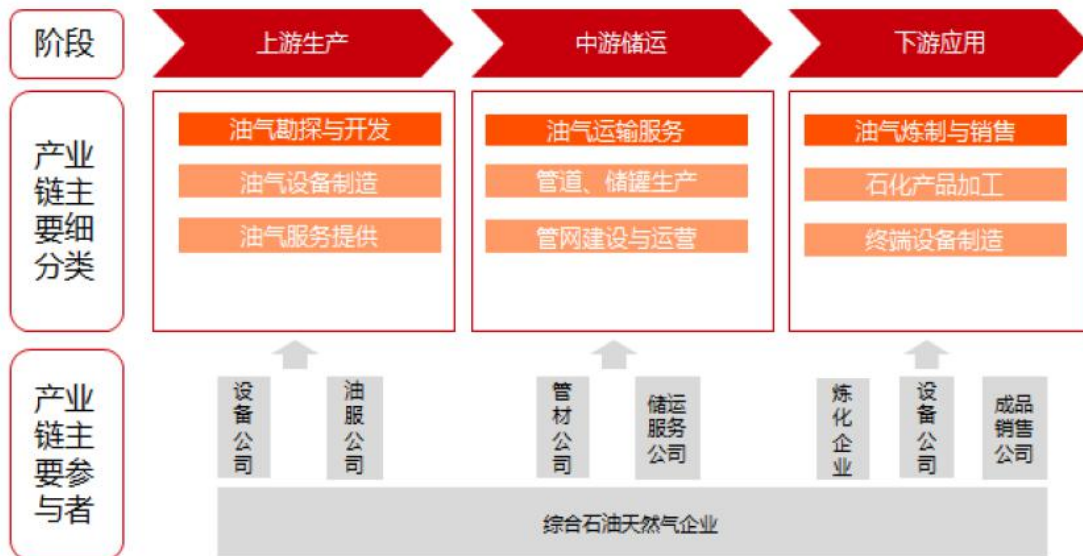 阶段
上游生产
中游储运
下游应用
产业
链主
要细
分类
油气勘探与开发
油气设备制造
油气服务提供
油气运输服务
管道、储罐生产
管网建设与运营
油气炼制与销售
石化产品加工
终端设备制造
产业
链主
要参
与者
设
备
公
司
油
服
公
司
管
材
公
司
储运
服务
公司
炼
化
企
业
设
备
公
司
成品
销售
公司
综合石油天然气企业